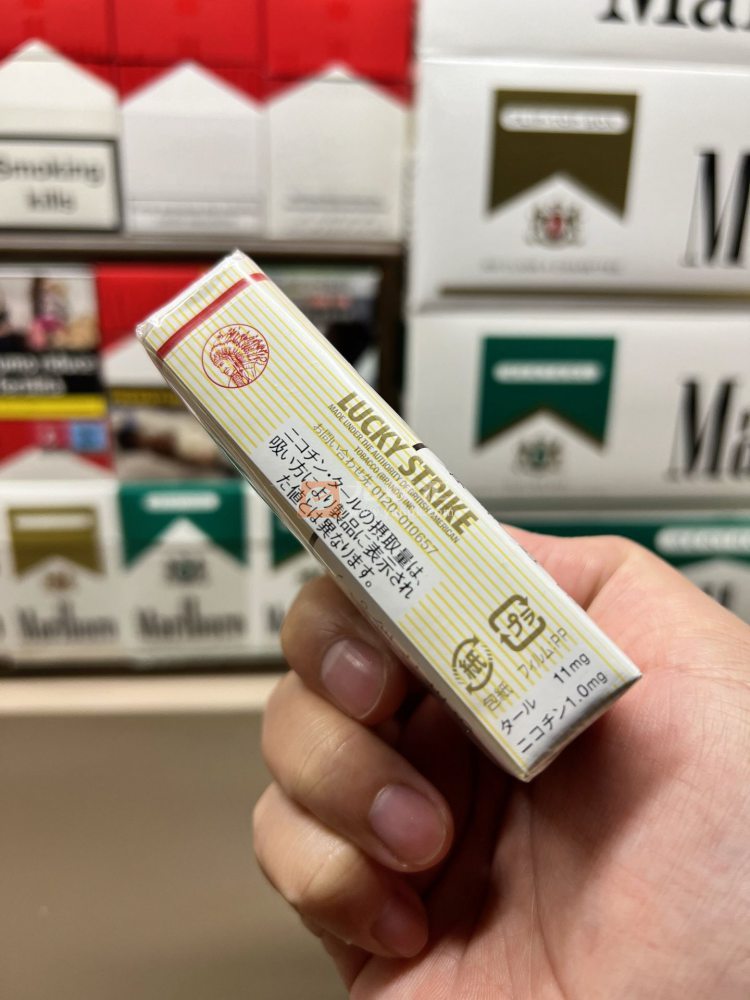 Ma
Smoking
kills
Ma
Ma
Marlboro
Marlboro
LUCKY STRIKE
MADE UNDER THE AUTHORITY OF BRITISH AMERICAN
TOBACCO (BRANDS) INC.
お問い合わせ先 0120-010657
ニコチン・タールの摂取量は、
吸い方により製品に表示され
た値とは異なります。
紙
包紙
プラ
フィルム:PP
タール 11mg
ニコチン1.0mg